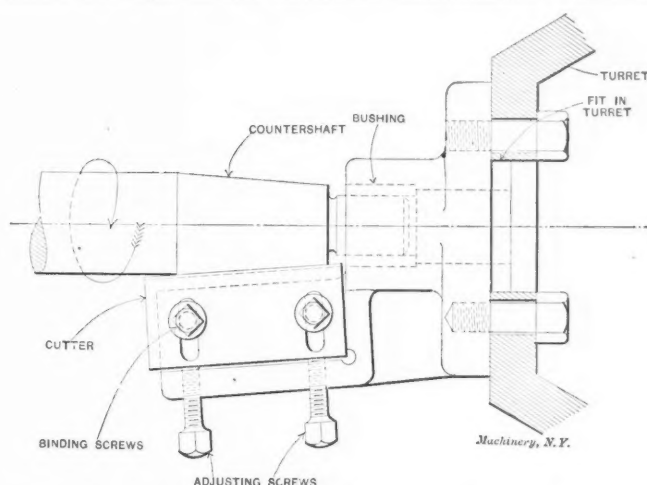 TURRET
FIT IN
TURRET
BUSHING
COUNTERSHAFT
CUTTER
BINDING SCREWS
ADJUSTING SCREWS
Machinery, N.Y.